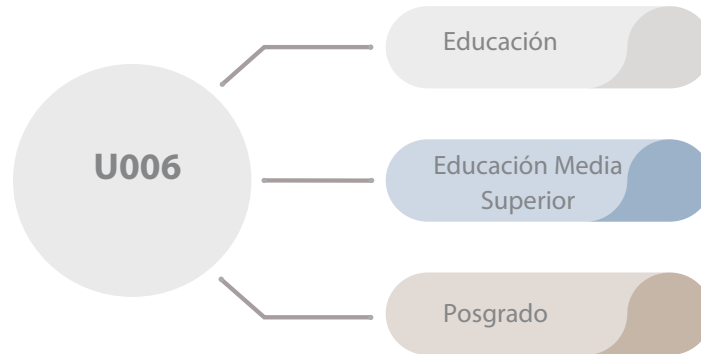 U006
Educación
Educación Media
Superior
Posgrado